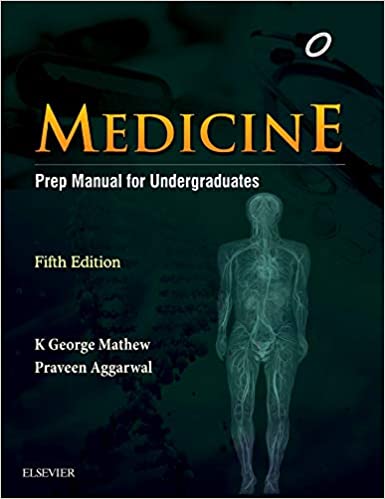 MEDICINE
Prep Manual for Undergraduates
Fifth Edition
K George Mathew
Praveen Aggarwal
ELSEVIER